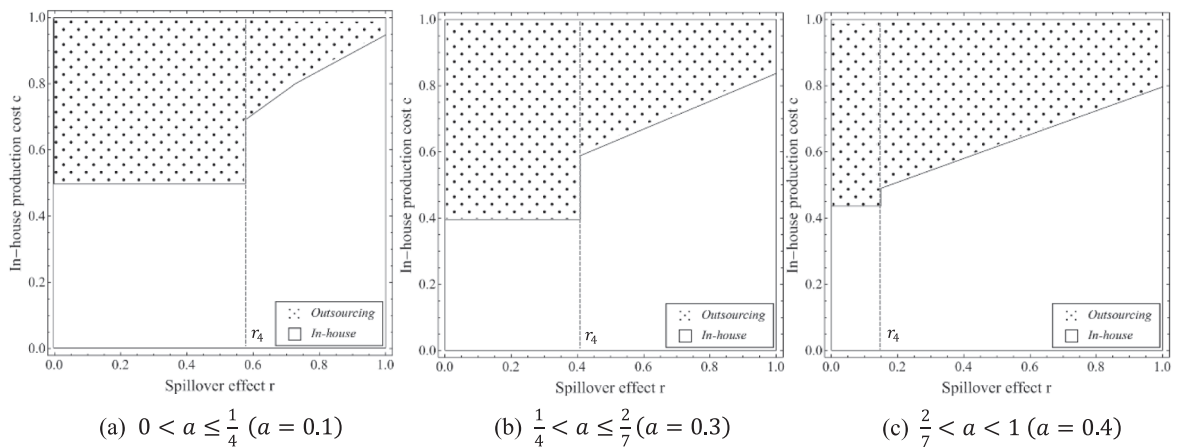 In-house production cost c
1.0
0.8
0.6
0.4
0.2
0.0
Outsourcing
In-house
r₄
0.0 0.2 0.4 0.6 0.8 1.0
Spillover effect r
(a) 0 < a ≤ 1/4 (a = 0.1)
In-house production cost c
1.0
0.8
0.6
0.4
0.2
0.0
Outsourcing
In-house
r₄
0.0 0.2 0.4 0.6 0.8 1.0
Spillover effect r
(b) 1/4 < a ≤ 2/7 (a = 0.3)
In-house production cost c
1.0
0.8
0.6
0.4
0.2
0.0
Outsourcing
In-house
r₄
0.0 0.2 0.4 0.6 0.8 1.0
Spillover effect r
(c) 2/7 < a < 1 (a = 0.4)